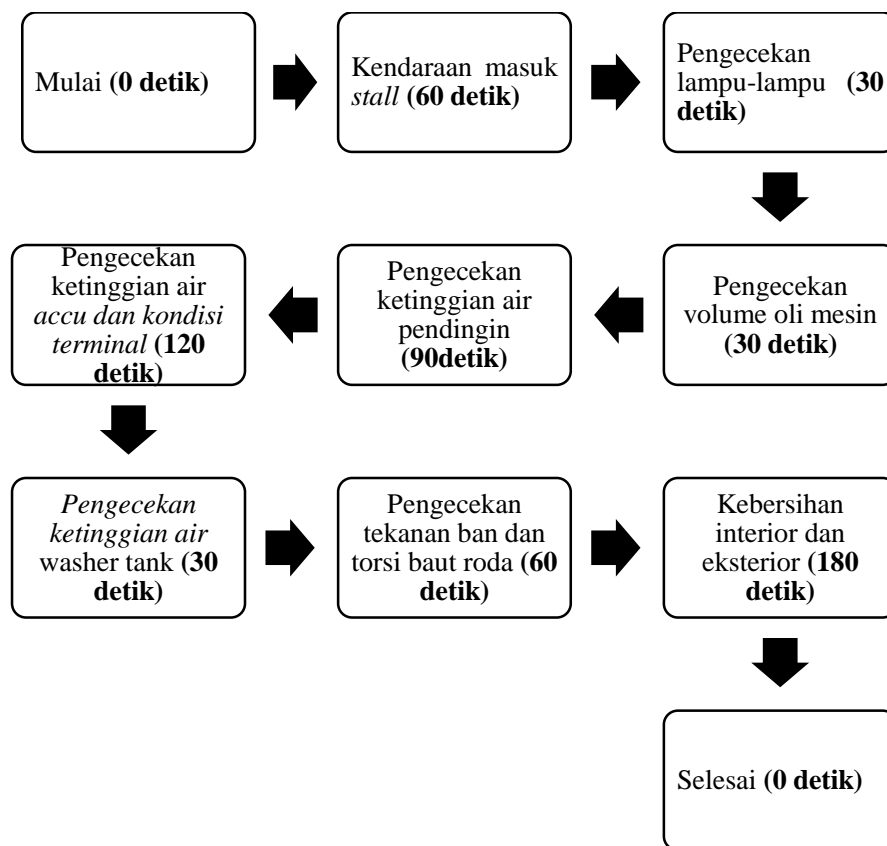 Mulai (0 detik)
Kendaraan masuk
stall (60 detik)
Pengecekan
lampu-lampu (30
detik)
Pengecekan
volume oli mesin
(30 detik)
Pengecekan
ketinggian air
pendingin
(90detik)
Pengecekan
ketinggian air
accu dan kondisi
terminal (120
detik)
Pengecekan
ketinggian air
washer tank (30
detik)
Pengecekan
tekanan ban dan
torsi baut roda (60
detik)
Kebersihan
interior dan
eksterior (180
detik)
Selesai (0 detik)